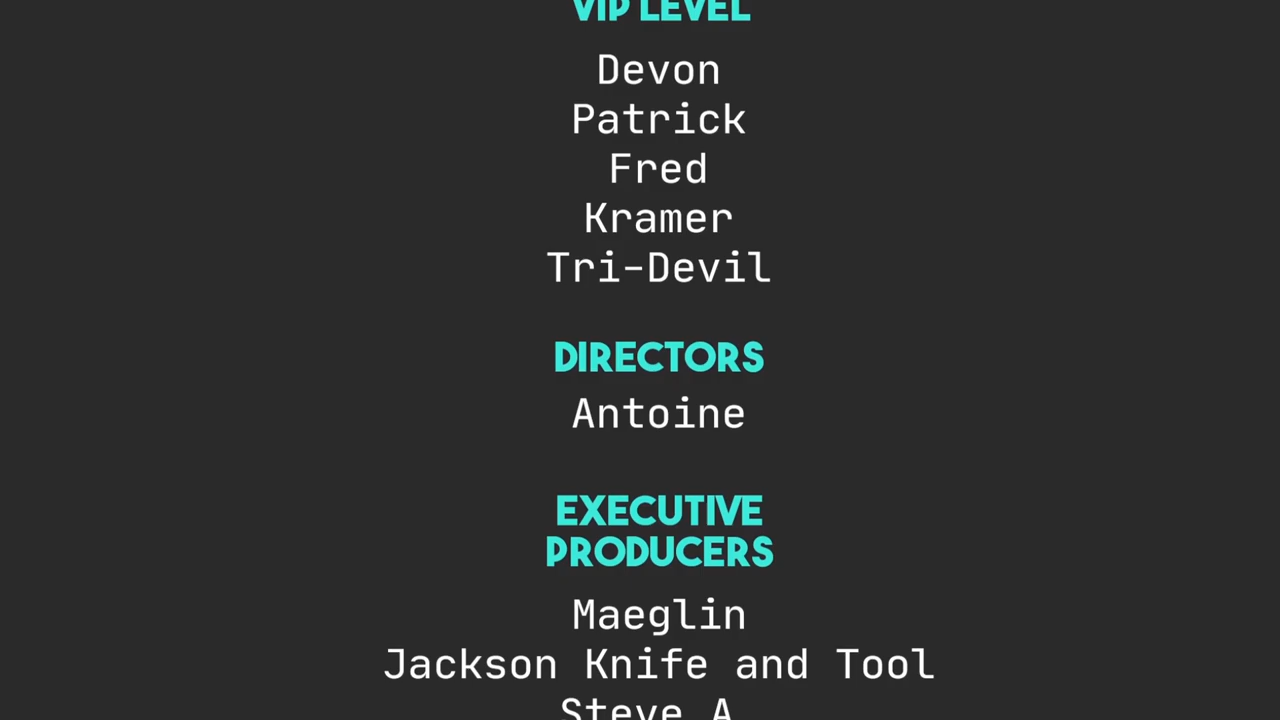 VIP LEVEL
Devon
Patrick
Fred
Kramer
Tri-Devil
DIRECTORS
Antoine
EXECUTIVE
PRODUCERS
Maeglin
Jackson Knife and Tool
Steve A